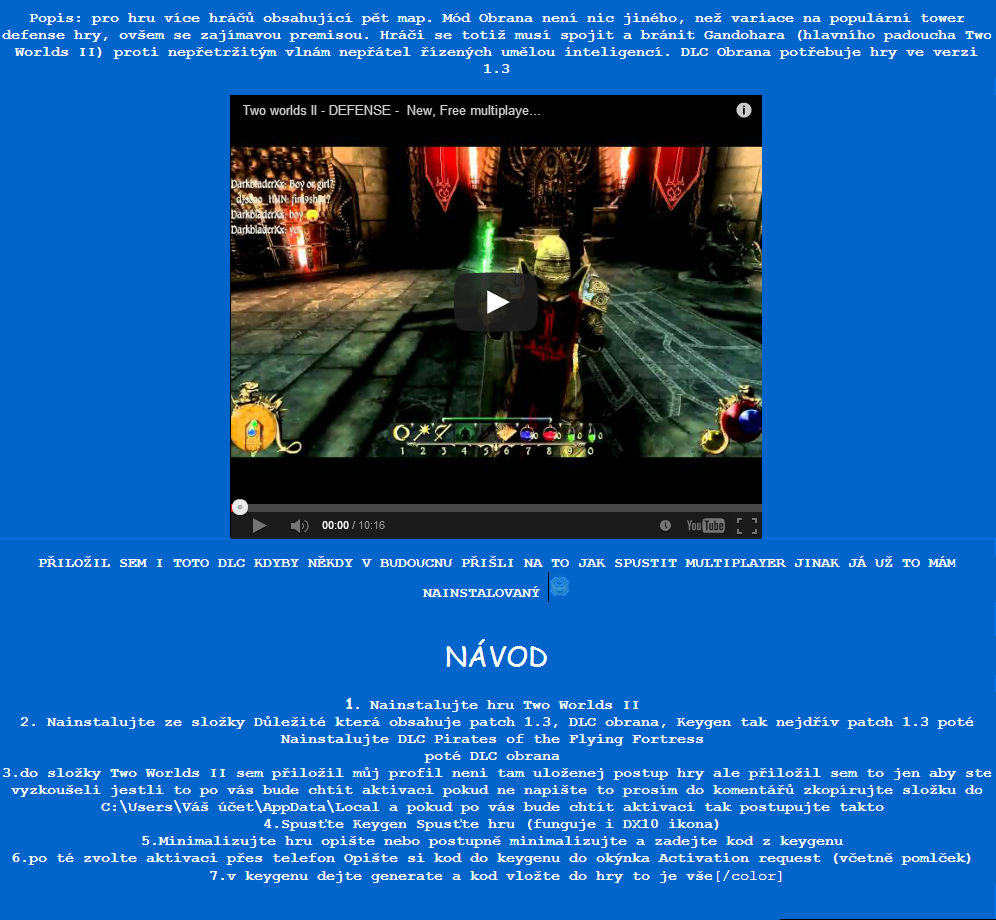 Popis: pro hru více hráčů obsahující pět map. Mód Obrana není nic jiného, než variace na populární tower
defense hry, ovšem se zajímavou premisou. Hráči se totiž musí spojit a bránit Gandohara (hlavního padoucha Two
Worlds II) proti nepřetržitým vlnám nepřátel řízených umělou inteligencí. DLC Obrana potřebuje hry ve verzi
1.3
Two worlds II - DEFENSE - New, Free multiplaye...
DarkbladerXx: Boy or girl?
DarkbladerXx: boy
DarkbladerXx: yes
1 2 3 4 5 6 7 8 9 0
00:00 / 10:16
YouTube
PŘILOŽIL SEM I TOTO DLC KDYBY NĚKDY V BUDOUCNU PŘIŠLI NA TO JAK SPUSTIT MULTIPLAYER JINAK JÁ UŽ TO MÁM
NAINSTALOVANÝ
NÁVOD
1. Nainstalujte hru Two Worlds II
2. Nainstalujte ze složky Důležité která obsahuje patch 1.3, DLC obrana, Keygen tak nejdřív patch 1.3 poté
Nainstalujte DLC Pirates of the Flying Fortress
poté DLC obrana
3.do složky Two Worlds II sem přiložil můj profil neni tam uloženej postup hry ale přiložil sem to jen aby ste
vyzkoušeli jestli to po vás bude chtít aktivaci pokud ne napište to prosím do komentářů zkopírujte složku do
C:\Users\Váš účet\AppData\Local a pokud po vás bude chtít aktivaci tak postupujte takto
4.Spusťte Keygen Spusťte hru (funguje i DX10 ikona)
5.Minimalizujte hru opište nebo postupně minimalizujte a zadejte kod z keygenu
6.po té zvolte aktivaci přes telefon Opište si kod do keygenu do okýnka Activation request (včetně pomlček)
7.v keygenu dejte generate a kod vložte do hry to je vše[/color]